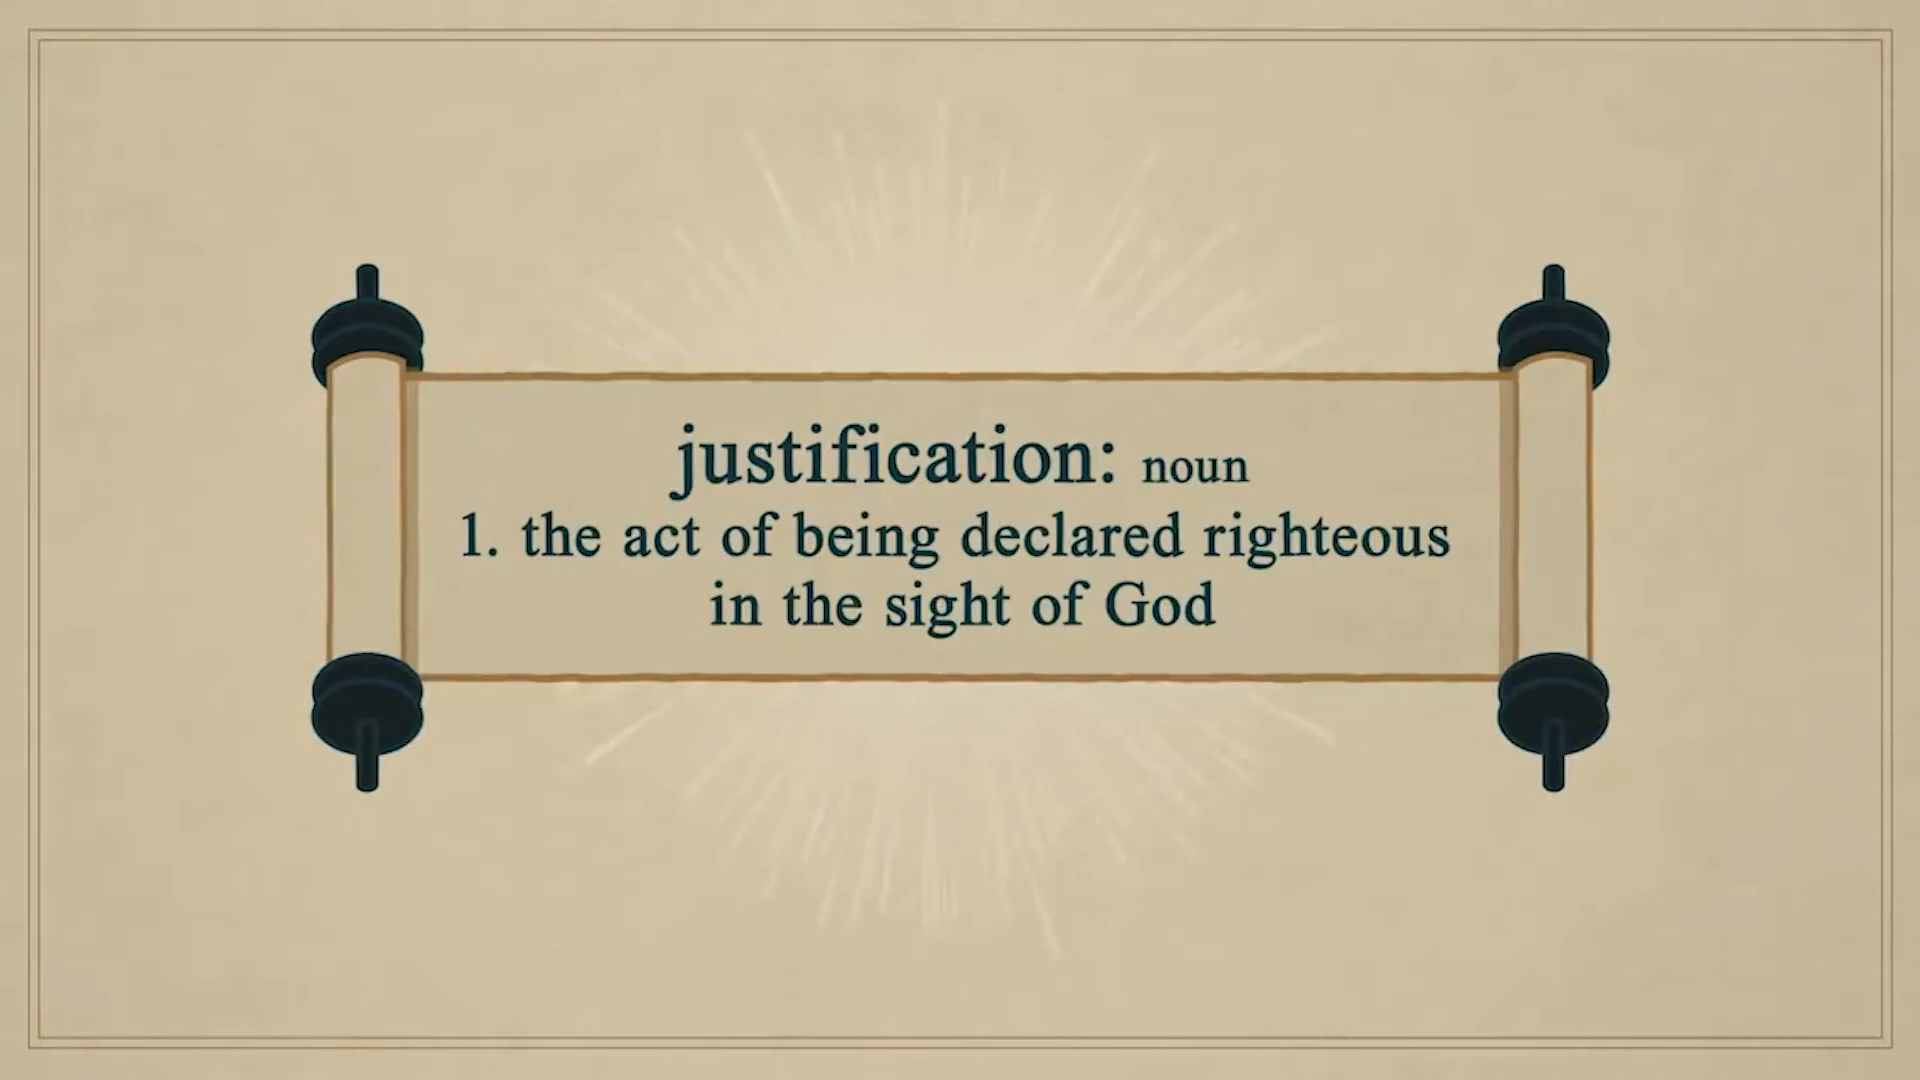 justification: noun
1. the act of being declared righteous
in the sight of God